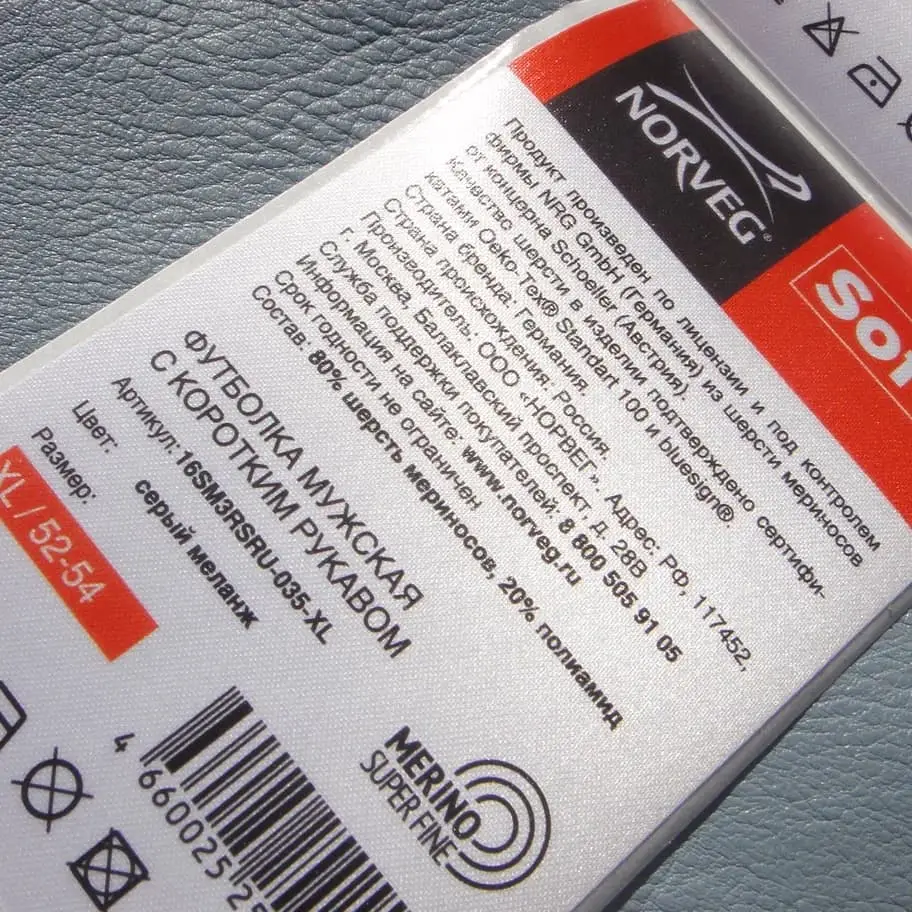 NORVEG®
Продукт произведен по лицензии и под контролем
фирмы NRG GmbH (Германия) из шерсти мериносов
от концерна Schoeller (Австрия).
Качество шерсти в изделии подтверждено сертифи-
катами Oeko-Tex® Standart 100 и bluesign®.
Страна бренда: Германия.
Страна происхождения: Россия.
Производитель: ООО «НОРВЕГ». Адрес: РФ, 117452,
г. Москва, Балаклавский проспект, д. 28В
Служба поддержки покупателей: 8 800 505 91 05
Информация на сайте: www.norveg.ru
Срок годности не ограничен
Состав: 80% шерсть мериносов, 20% полиамид
ФУТБОЛКА МУЖСКАЯ
С КОРОТКИМ РУКАВОМ
Артикул: 16SM3RSRU-035-XL
Цвет: серый меланж
Размер:
XL / 52-54
MERINO
SUPER FINE
4 660025 25